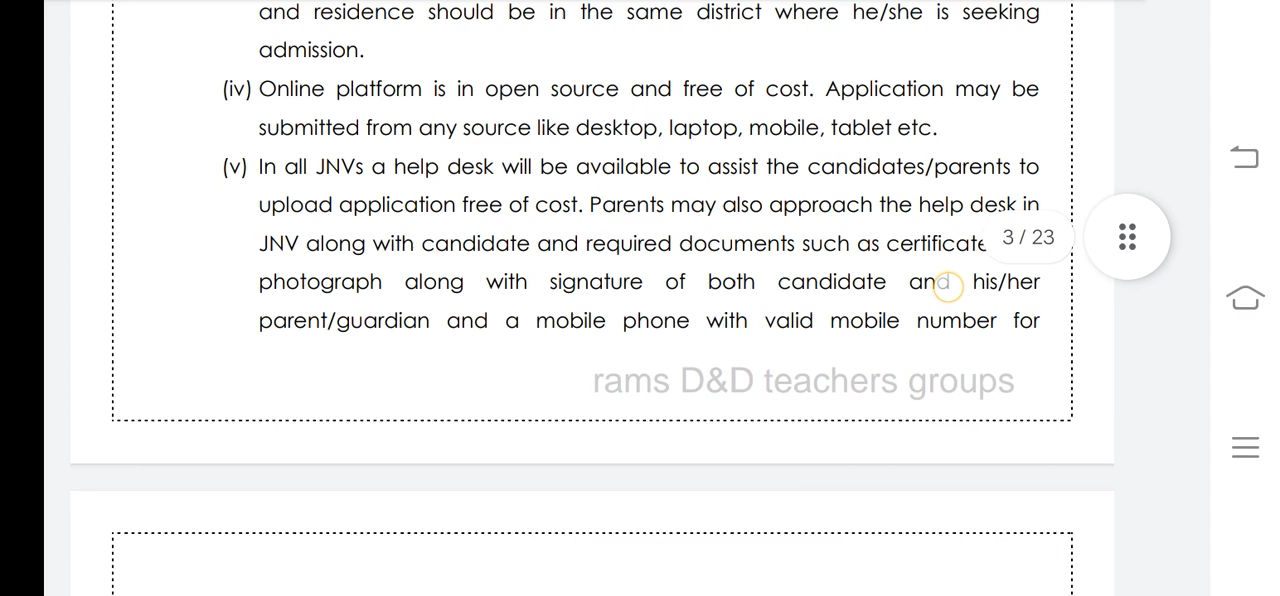 and residence should be in the same district where he/she is seeking
admission.
(iv) Online platform is in open source and free of cost. Application may be
submitted from any source like desktop, laptop, mobile, tablet etc.
(v) In all JNVs a help desk will be available to assist the candidates/parents to
upload application free of cost. Parents may also approach the help desk in
JNV along with candidate and required documents such as certificate
3 / 23
photograph along with signature of both candidate and his/her
parent/guardian and a mobile phone with valid mobile number for
rams D&D teachers groups